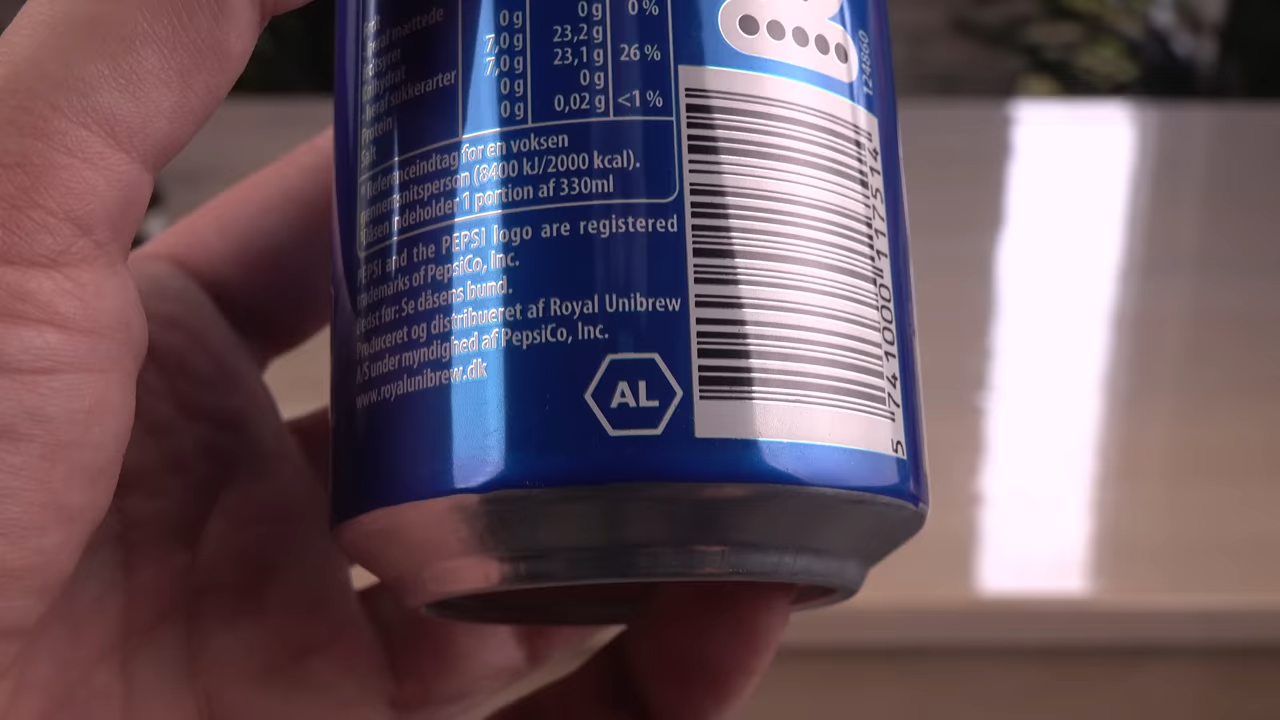 0 g 0 g 0 %
mættede 7,0 g 23,2 g
7,0 g 23,1 g 26 %
-heraf sukkerarter 0 g 0 g
Protein 0 g 0,02 g <1 %
Salt
* Referenceindtag for en voksen
gennemsnitsperson (8400 kJ/2000 kcal).
Dåsen indeholder 1 portion af 330ml
PEPSI and the PEPSI logo are registered
trademarks of PepsiCo, Inc.
Bedst før: Se dåsens bund.
Produceret og distribueret af Royal Unibrew
A/S under myndighed af PepsiCo, Inc.
www.royalunibrew.dk
AL
124860
5 741000 117514